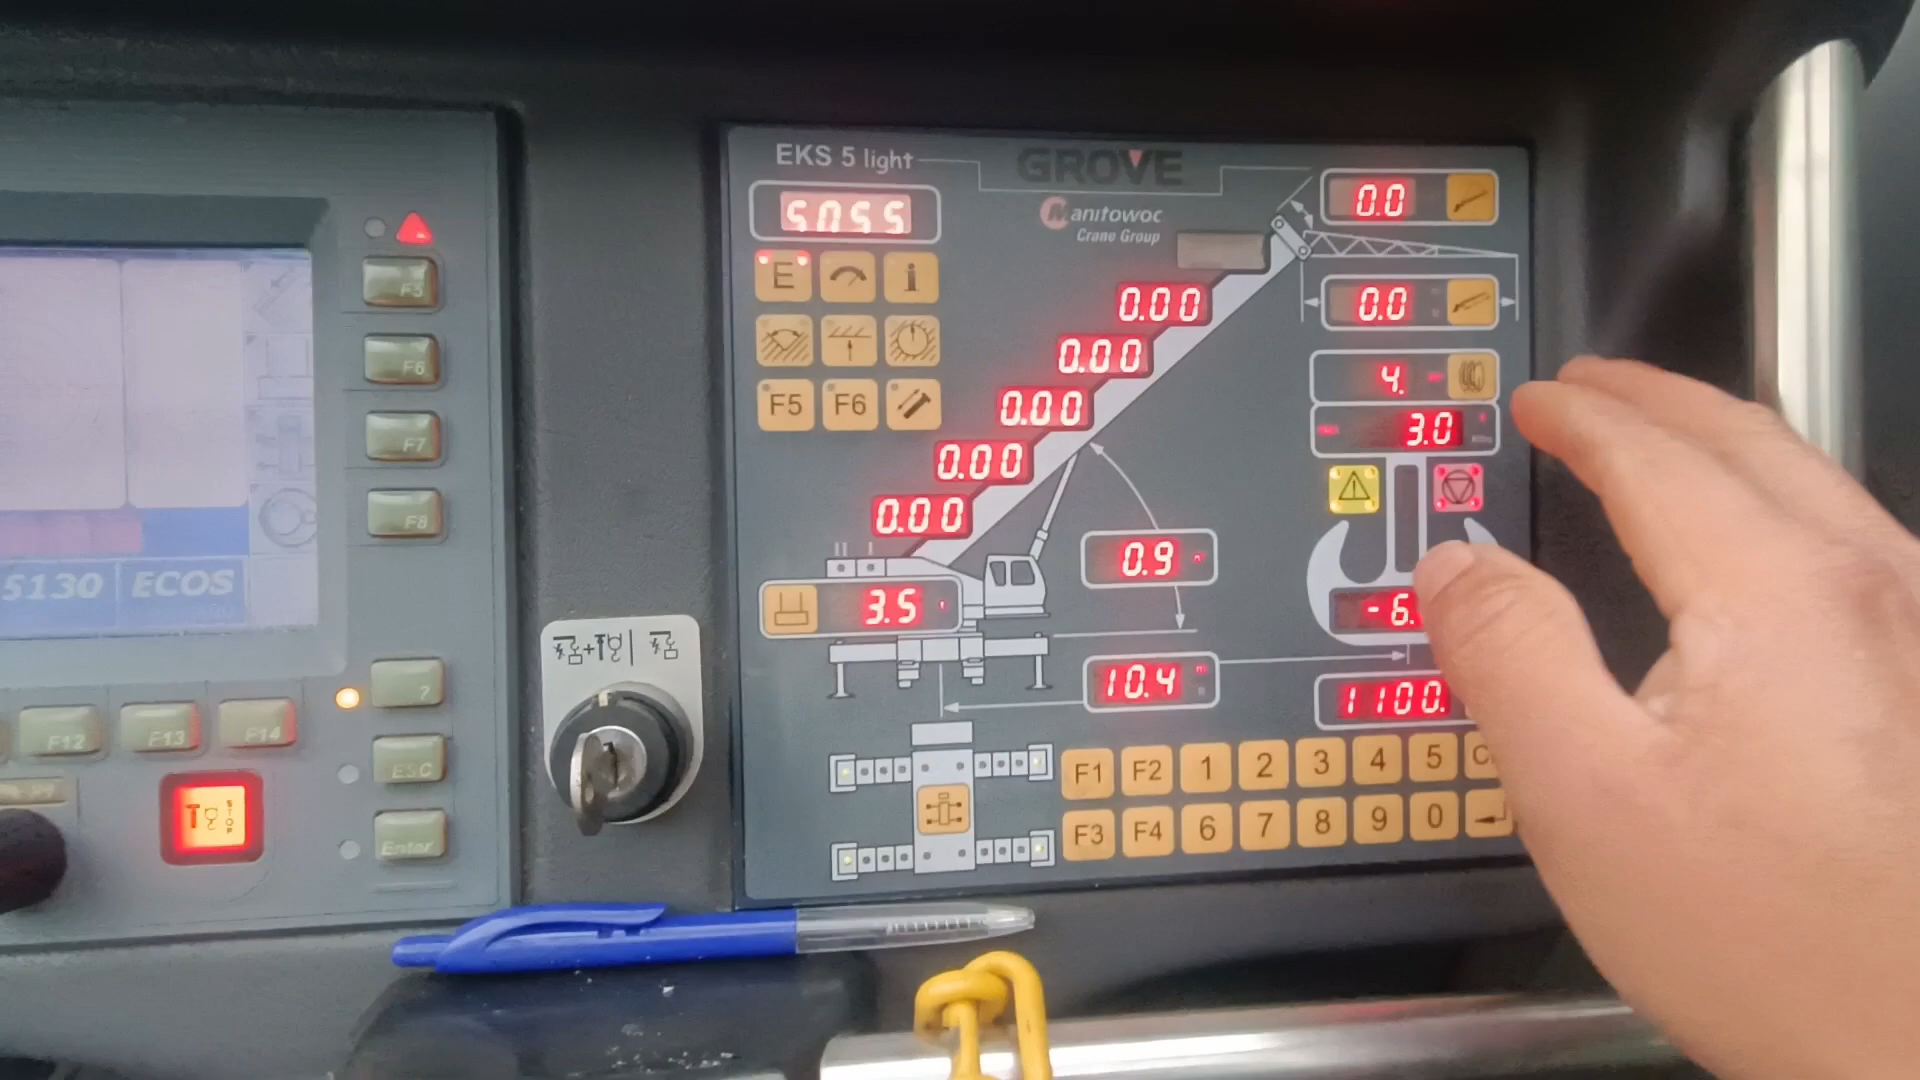 EKS 5 light
GROVE
Manitowoc
Crane Group
5055
E
i
F5 F6
0.0
0.0
4.
3.0
0.00
0.00
0.00
0.00
0.00
0.9
3.5
-6.
10.4
1100.
F1 F2 1 2 3 4 5
F3 F4 6 7 8 9 0
F5
F6
F7
F8
5130 ECOS
?
F12 F13 F14
ESC
Enter
STOP